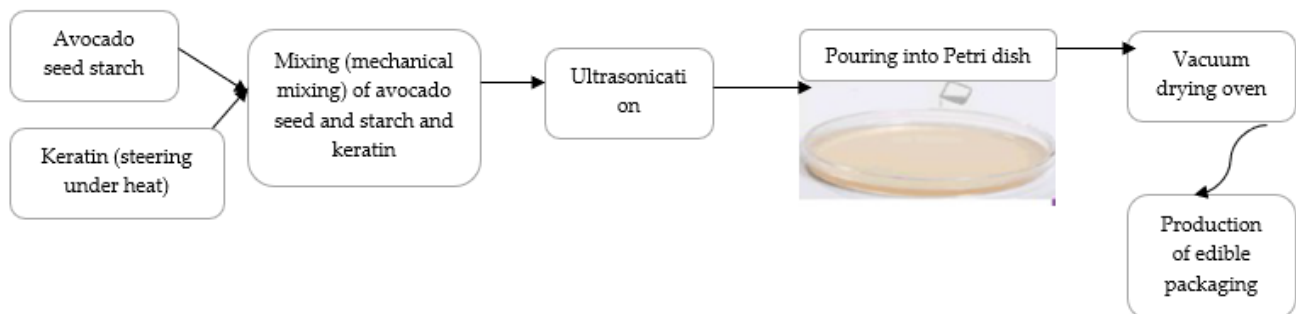 Avocado
seed starch
Keratin (steering
under heat)
Mixing (mechanical
mixing) of avocado
seed and starch and
keratin
Ultrasonicati
on
Pouring into Petri dish
Vacuum
drying oven
Production
of edible
packaging